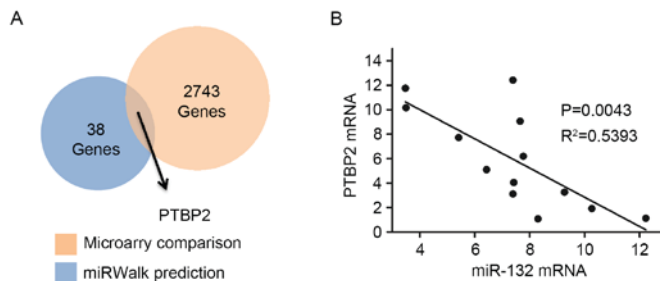 A
2743
Genes
38
Genes
PTBP2
Microarry comparison
miRWalk prediction
B
PTBP2 mRNA
14
12
10
8
6
4
2
0
P=0.0043
R²=0.5393
4 6 8 10 12
miR-132 mRNA